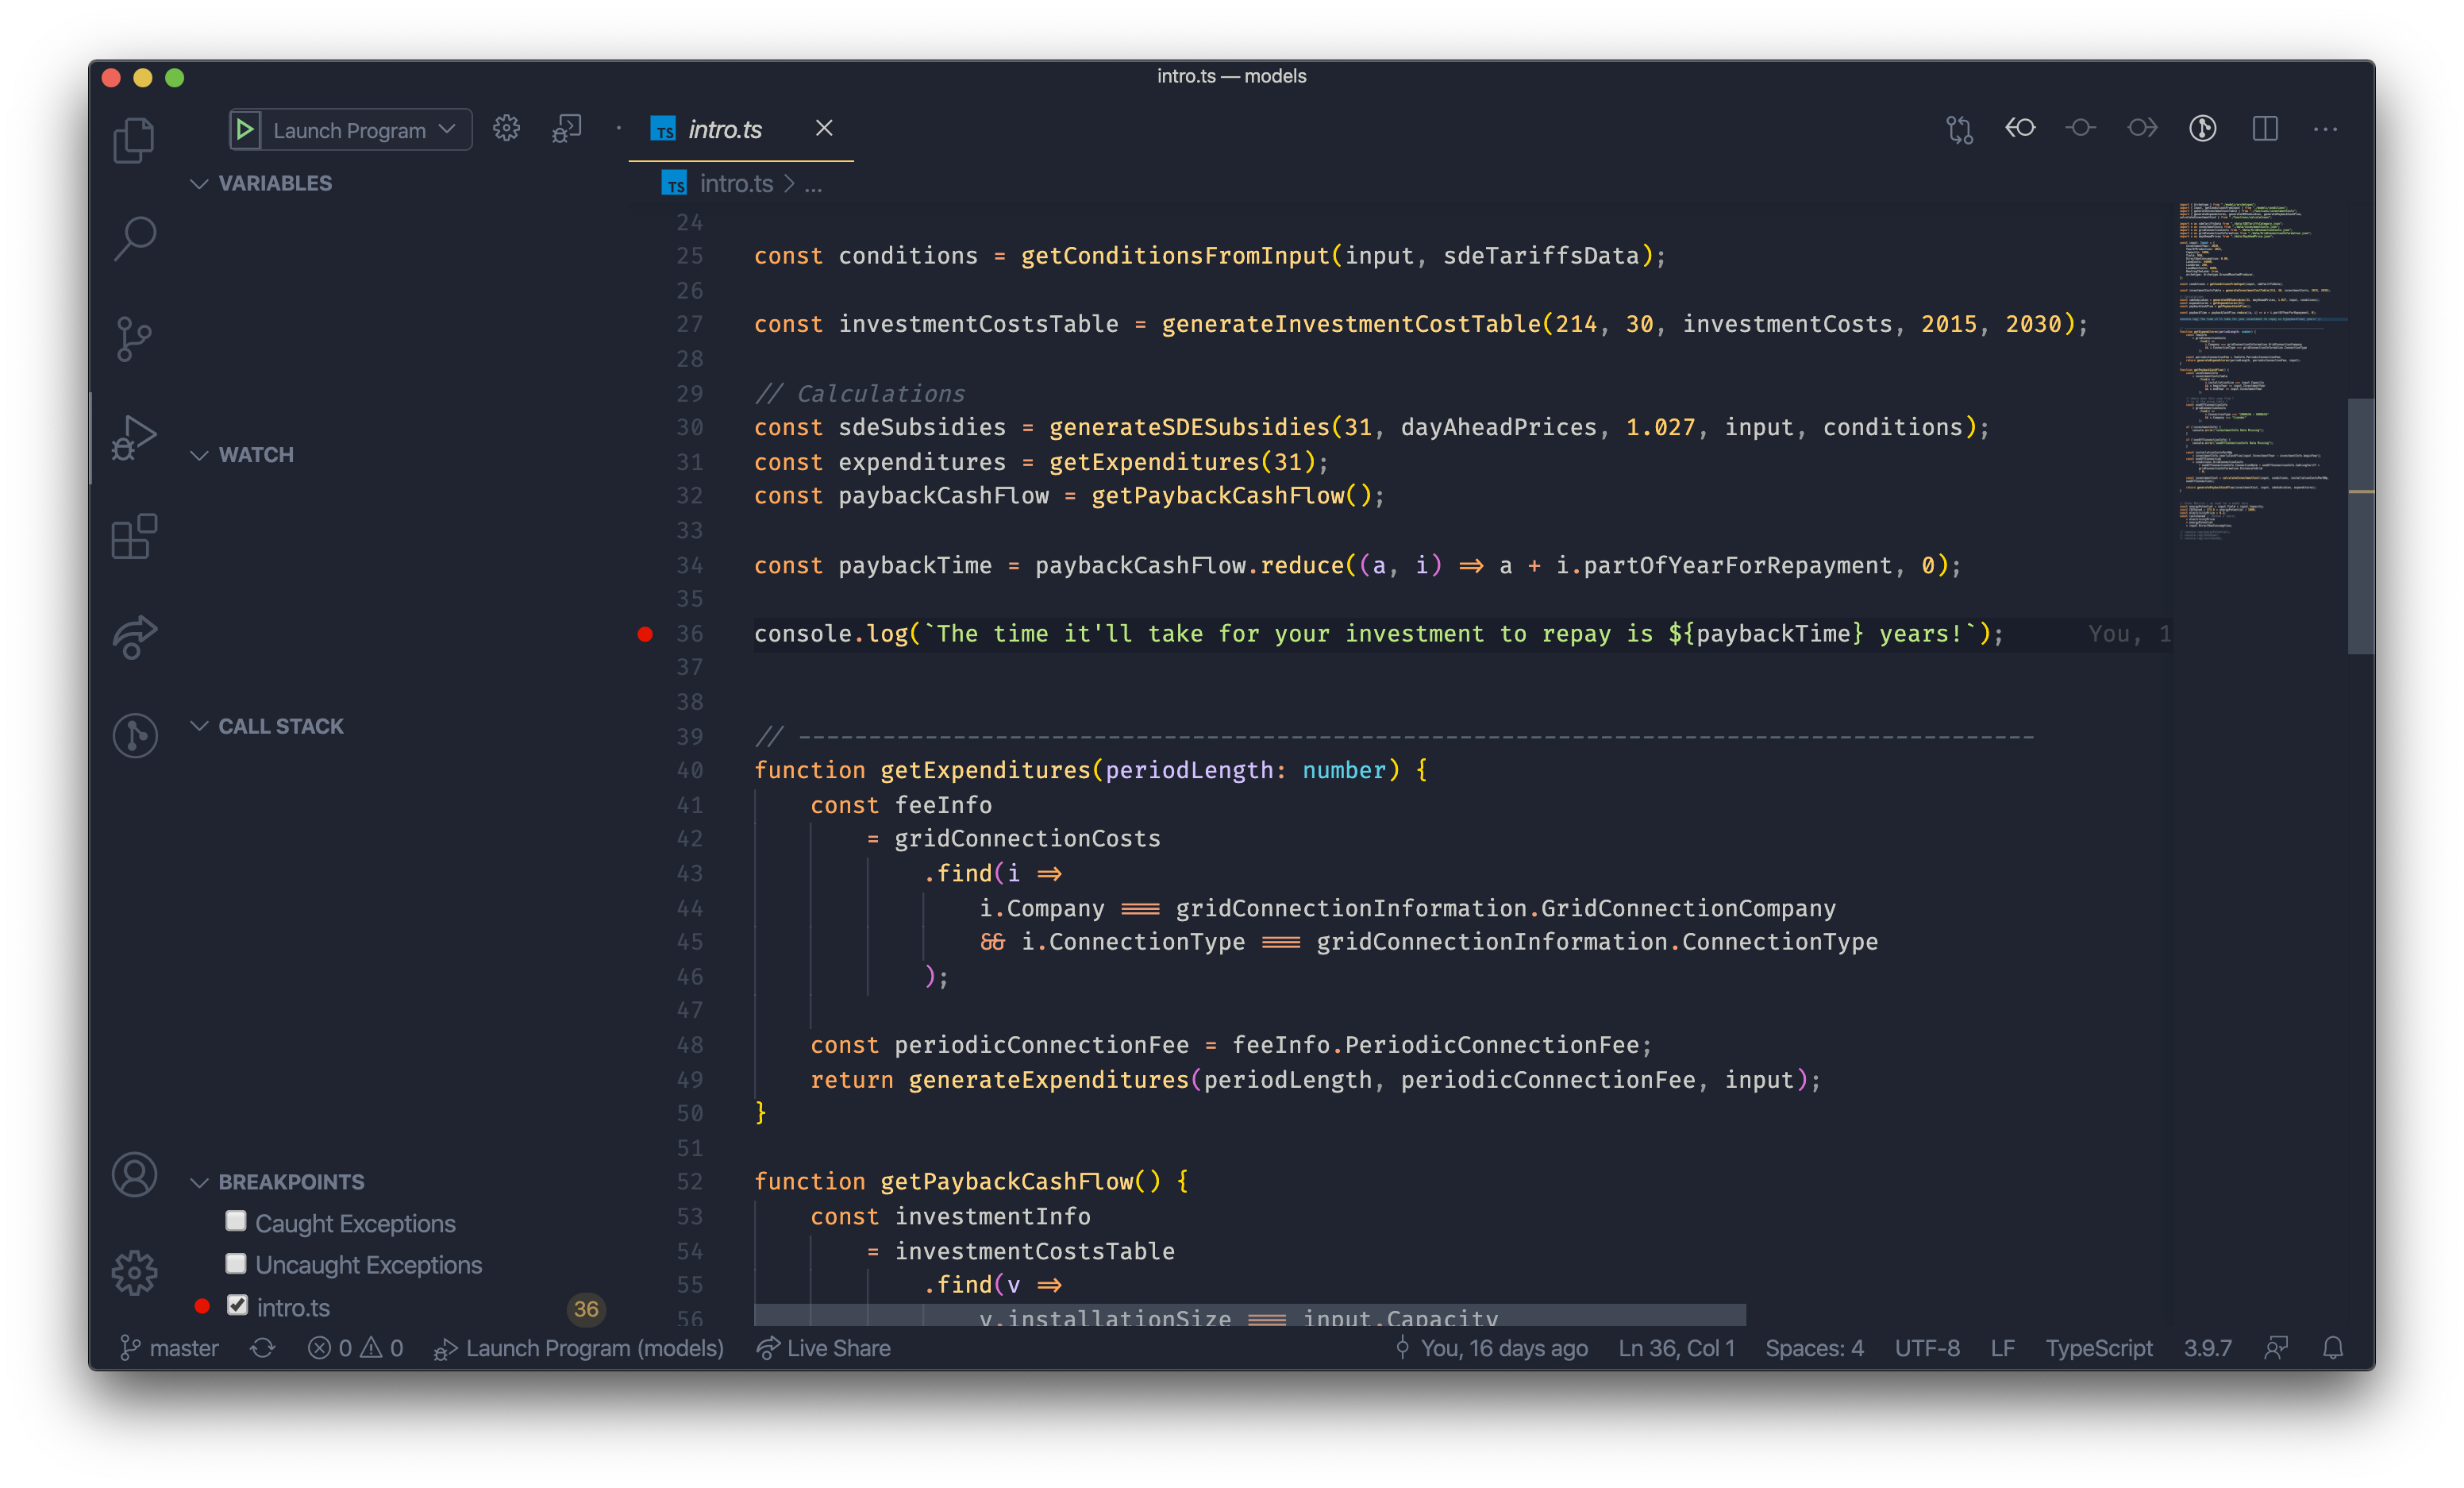 intro.ts — models
Launch Program
TS intro.ts
VARIABLES
TS intro.ts > ...
24
25 const conditions = getConditionsFromInput(input, sdeTariffsData);
26
27 const investmentCostsTable = generateInvestmentCostTable(214, 30, investmentCosts, 2015, 2030);
28
29 // Calculations
30 const sdeSubsidies = generateSDESubsidies(31, dayAheadPrices, 1.027, input, conditions);
31 const expenditures = getExpenditures(31);
WATCH
32 const paybackCashFlow = getPaybackCashFlow();
33
34 const paybackTime = paybackCashFlow.reduce((a, i) => a + i.partOfYearForRepayment, 0);
35
36 console.log(`The time it'll take for your investment to repay is ${paybackTime} years!`); You, 1
37
38
CALL STACK
39 // ----------------------------------------------------------------------------------------
40 function getExpenditures(periodLength: number) {
41 const feeInfo
42 = gridConnectionCosts
43 .find(i =>
44 i.Company === gridConnectionInformation.GridConnectionCompany
45 && i.ConnectionType === gridConnectionInformation.ConnectionType
46 );
47
48 const periodicConnectionFee = feeInfo.PeriodicConnectionFee;
49 return generateExpenditures(periodLength, periodicConnectionFee, input);
50 }
51
52 function getPaybackCashFlow() {
53 const investmentInfo
54 = investmentCostsTable
55 .find(v =>
56 v.installationSize === input.Capacity
BREAKPOINTS
Caught Exceptions
Uncaught Exceptions
intro.ts 36
master 0 0 Launch Program (models) Live Share You, 16 days ago Ln 36, Col 1 Spaces: 4 UTF-8 LF TypeScript 3.9.7